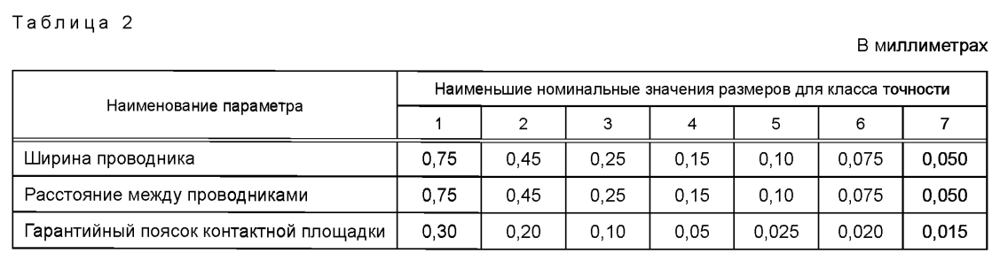 Таблица 2
В миллиметрах
Наименование параметра
Наименьшие номинальные значения размеров для класса точности
1 2 3 4 5 6 7
Ширина проводника 0,75 0,45 0,25 0,15 0,10 0,075 0,050
Расстояние между проводниками 0,75 0,45 0,25 0,15 0,10 0,075 0,050
Гарантийный поясок контактной площадки 0,30 0,20 0,10 0,05 0,025 0,020 0,015